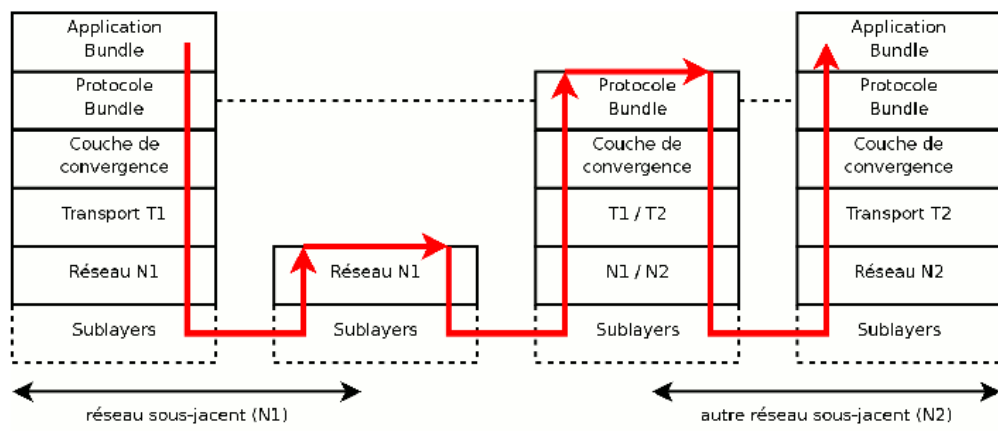 Application
Bundle
Protocole
Bundle
Couche de
convergence
Transport T1
Réseau N1
Sublayers
Réseau N1
Sublayers
Protocole
Bundle
Couche de
convergence
T1 / T2
N1 / N2
Sublayers
Application
Bundle
Protocole
Bundle
Couche de
convergence
Transport T2
Réseau N2
Sublayers
réseau sous-jacent (N1)
autre réseau sous-jacent (N2)